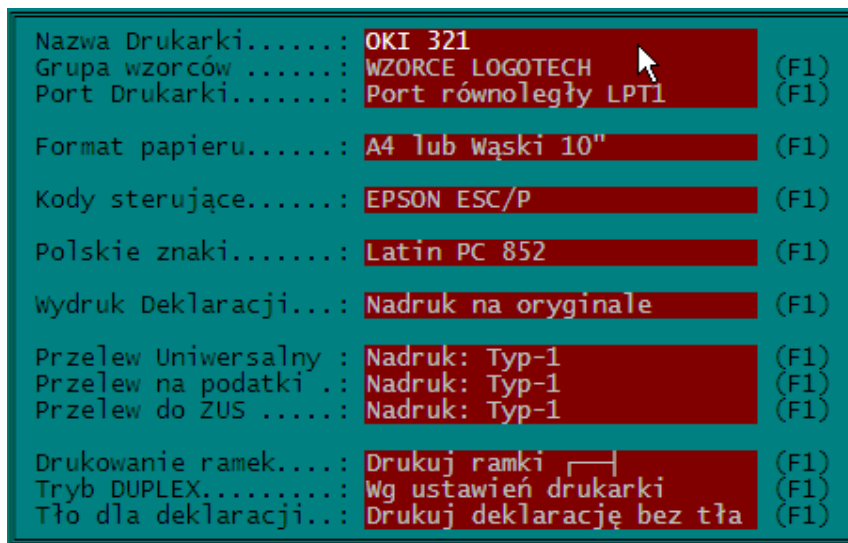 Nazwa Drukarki......: OKI 321
Grupa wzorców ......: WZORCE LOGOTECH (F1)
Port Drukarki.......: Port równoległy LPT1 (F1)
Format papieru......: A4 lub Wąski 10" (F1)
Kody sterujące......: EPSON ESC/P (F1)
Polskie znaki.......: Latin PC 852 (F1)
Wydruk Deklaracji...: Nadruk na oryginale (F1)
Przelew Uniwersalny : Nadruk: Typ-1 (F1)
Przelew na podatki .: Nadruk: Typ-1 (F1)
Przelew do ZUS .....: Nadruk: Typ-1 (F1)
Drukowanie ramek....: Drukuj ramki ┌─┤ (F1)
Tryb DUPLEX.........: Wg ustawień drukarki (F1)
Tło dla deklaracji..: Drukuj deklarację bez tła (F1)